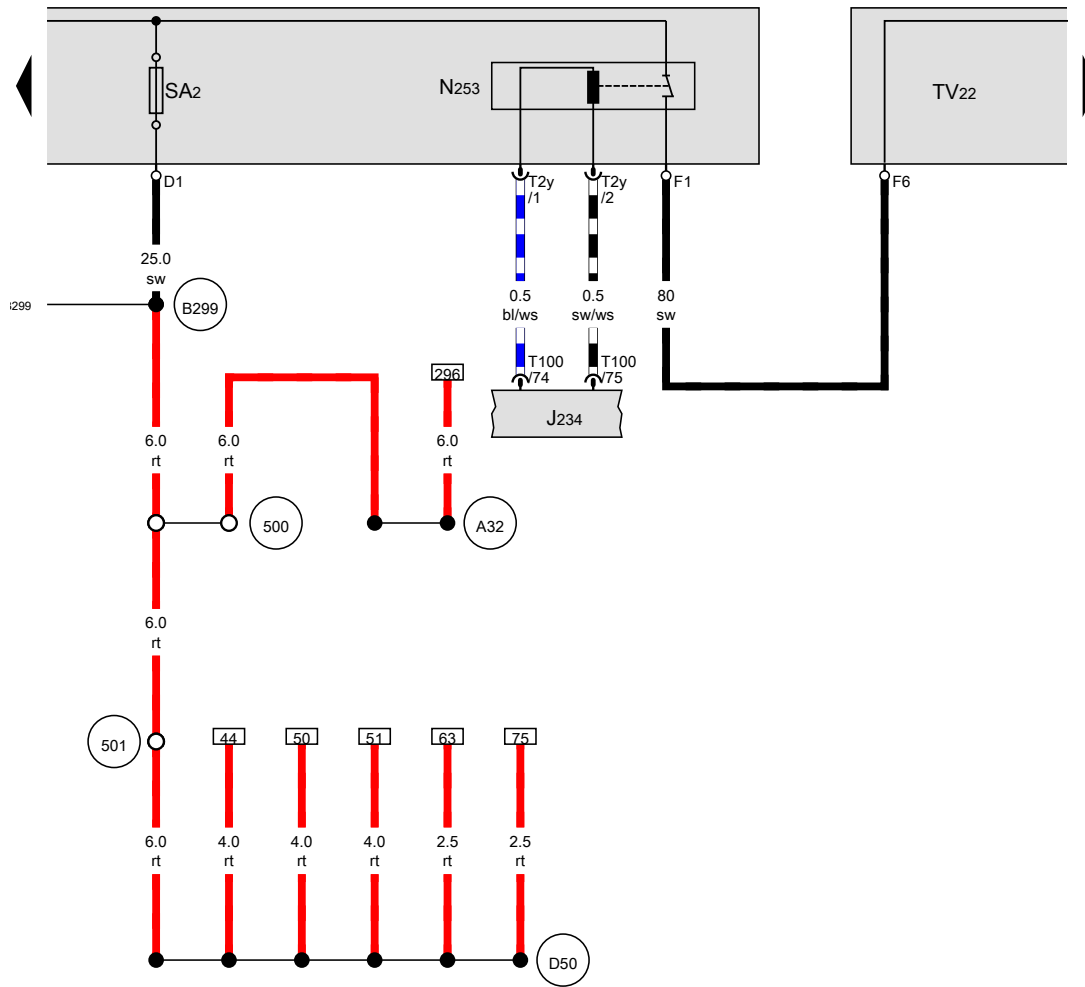 SA2
N253
TV22
D1
T2y
/1
T2y
/2
F1
F6
25.0
sw
B299
0.5
bl/ws
0.5
sw/ws
80
sw
T100
/74
T100
/75
296
J234
6.0
rt
6.0
rt
6.0
rt
500
A32
6.0
rt
501
44
50
51
63
75
6.0
rt
4.0
rt
4.0
rt
4.0
rt
2.5
rt
2.5
rt
D50